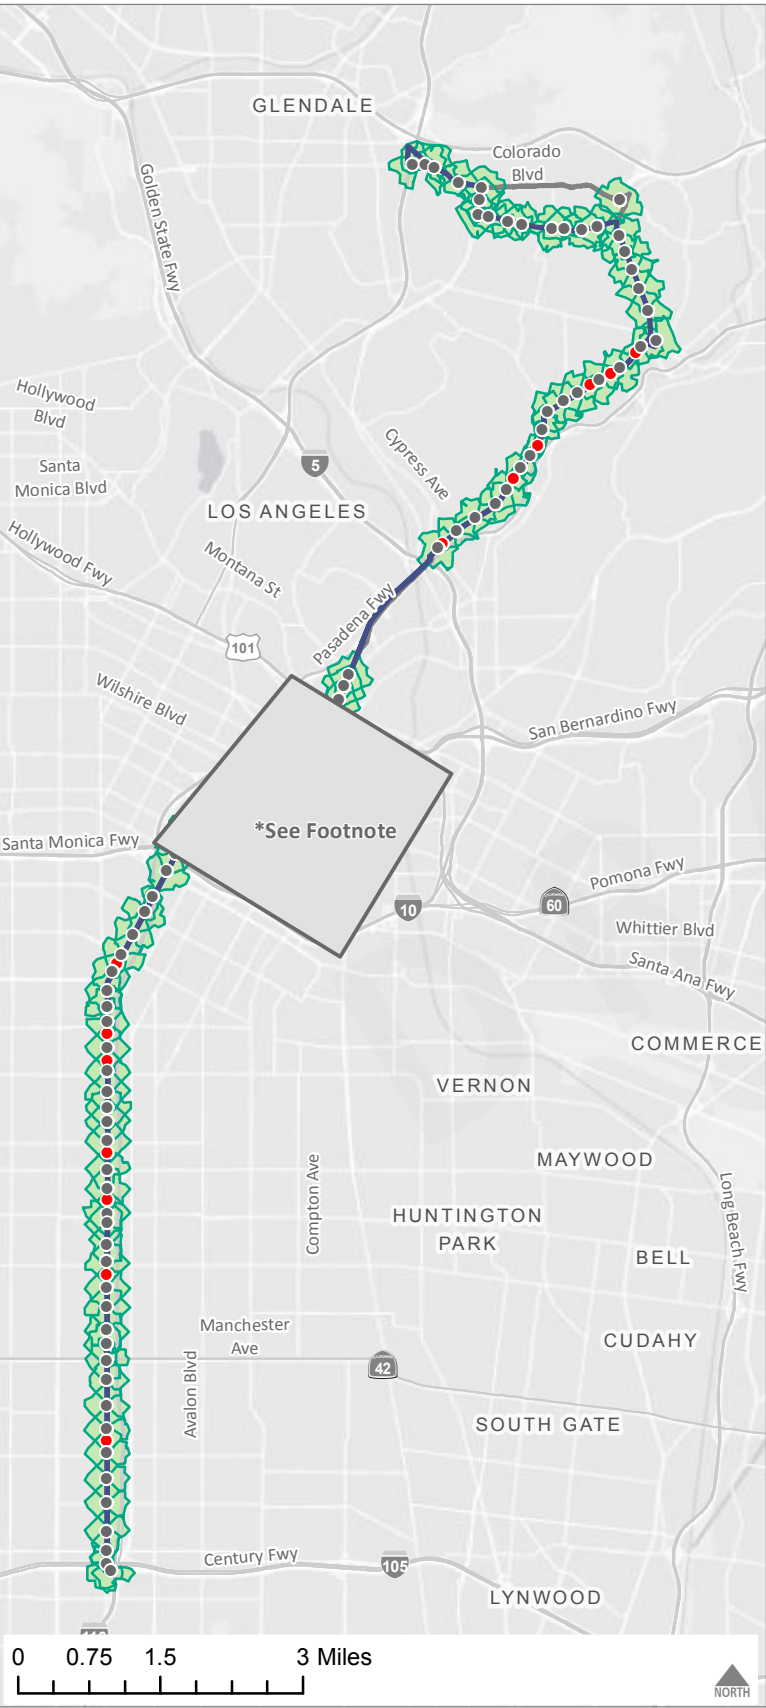 GLENDALE
Colorado
Blvd
Golden State Fwy
Hollywood
Blvd
Santa
Monica Blvd
Cypress Ave
5
LOS ANGELES
Hollywood Fwy
Montana St
Pasadena Fwy
101
Wilshire Blvd
San Bernardino Fwy
*See Footnote
Santa Monica Fwy
Pomona Fwy
10
60
Whittier Blvd
Santa Ana Fwy
COMMERCE
VERNON
MAYWOOD
Compton Ave
Long Beach Fwy
HUNTINGTON
PARK
BELL
Manchester
Ave
CUDAHY
42
Avalon Blvd
SOUTH GATE
Century Fwy
105
LYNWOOD
0 0.75 1.5 3 Miles
NORTH